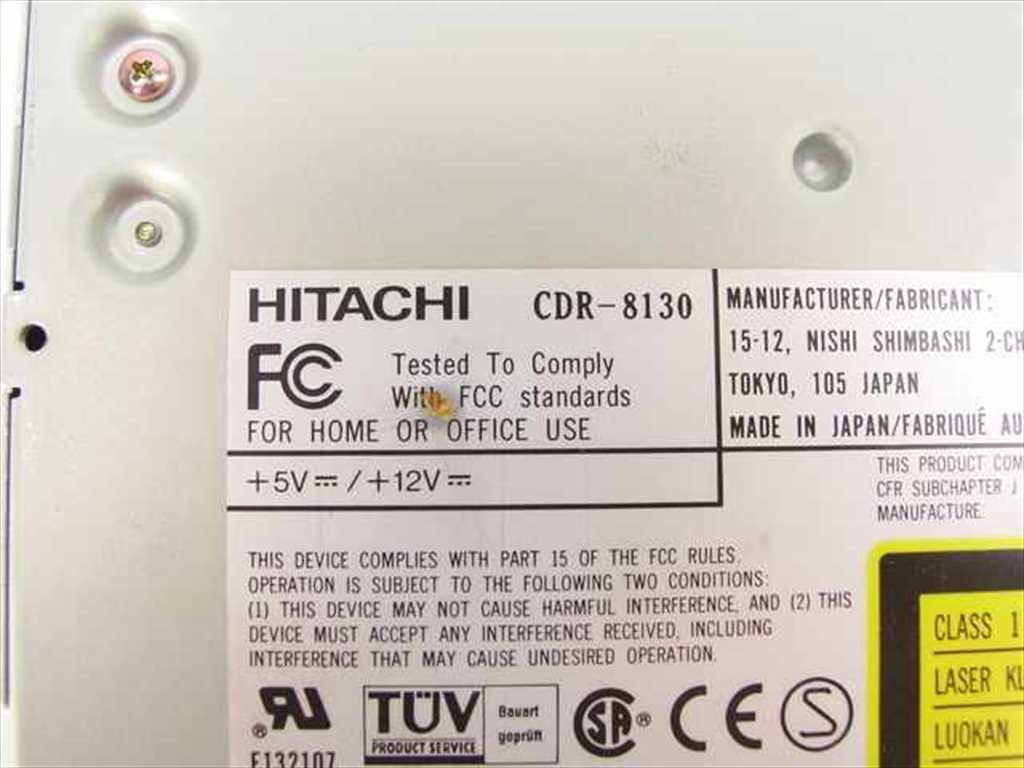 HITACHI CDR-8130
FC Tested To Comply
With FCC standards
FOR HOME OR OFFICE USE
+5V⎓/+12V⎓
MANUFACTURER/FABRICANT:
15-12, NISHI SHIMBASHI 2-CH
TOKYO, 105 JAPAN
MADE IN JAPAN/FABRIQUÉ AU
THIS PRODUCT COM
CFR SUBCHAPTER J
MANUFACTURE.
THIS DEVICE COMPLIES WITH PART 15 OF THE FCC RULES.
OPERATION IS SUBJECT TO THE FOLLOWING TWO CONDITIONS:
(1) THIS DEVICE MAY NOT CAUSE HARMFUL INTERFERENCE, AND (2) THIS
DEVICE MUST ACCEPT ANY INTERFERENCE RECEIVED, INCLUDING
INTERFERENCE THAT MAY CAUSE UNDESIRED OPERATION.
RU ®
E132107
TÜV
PRODUCT SERVICE
Bauart
geprüft
SA ®
CE
S
CLASS 1
LASER KL
LUOKAN